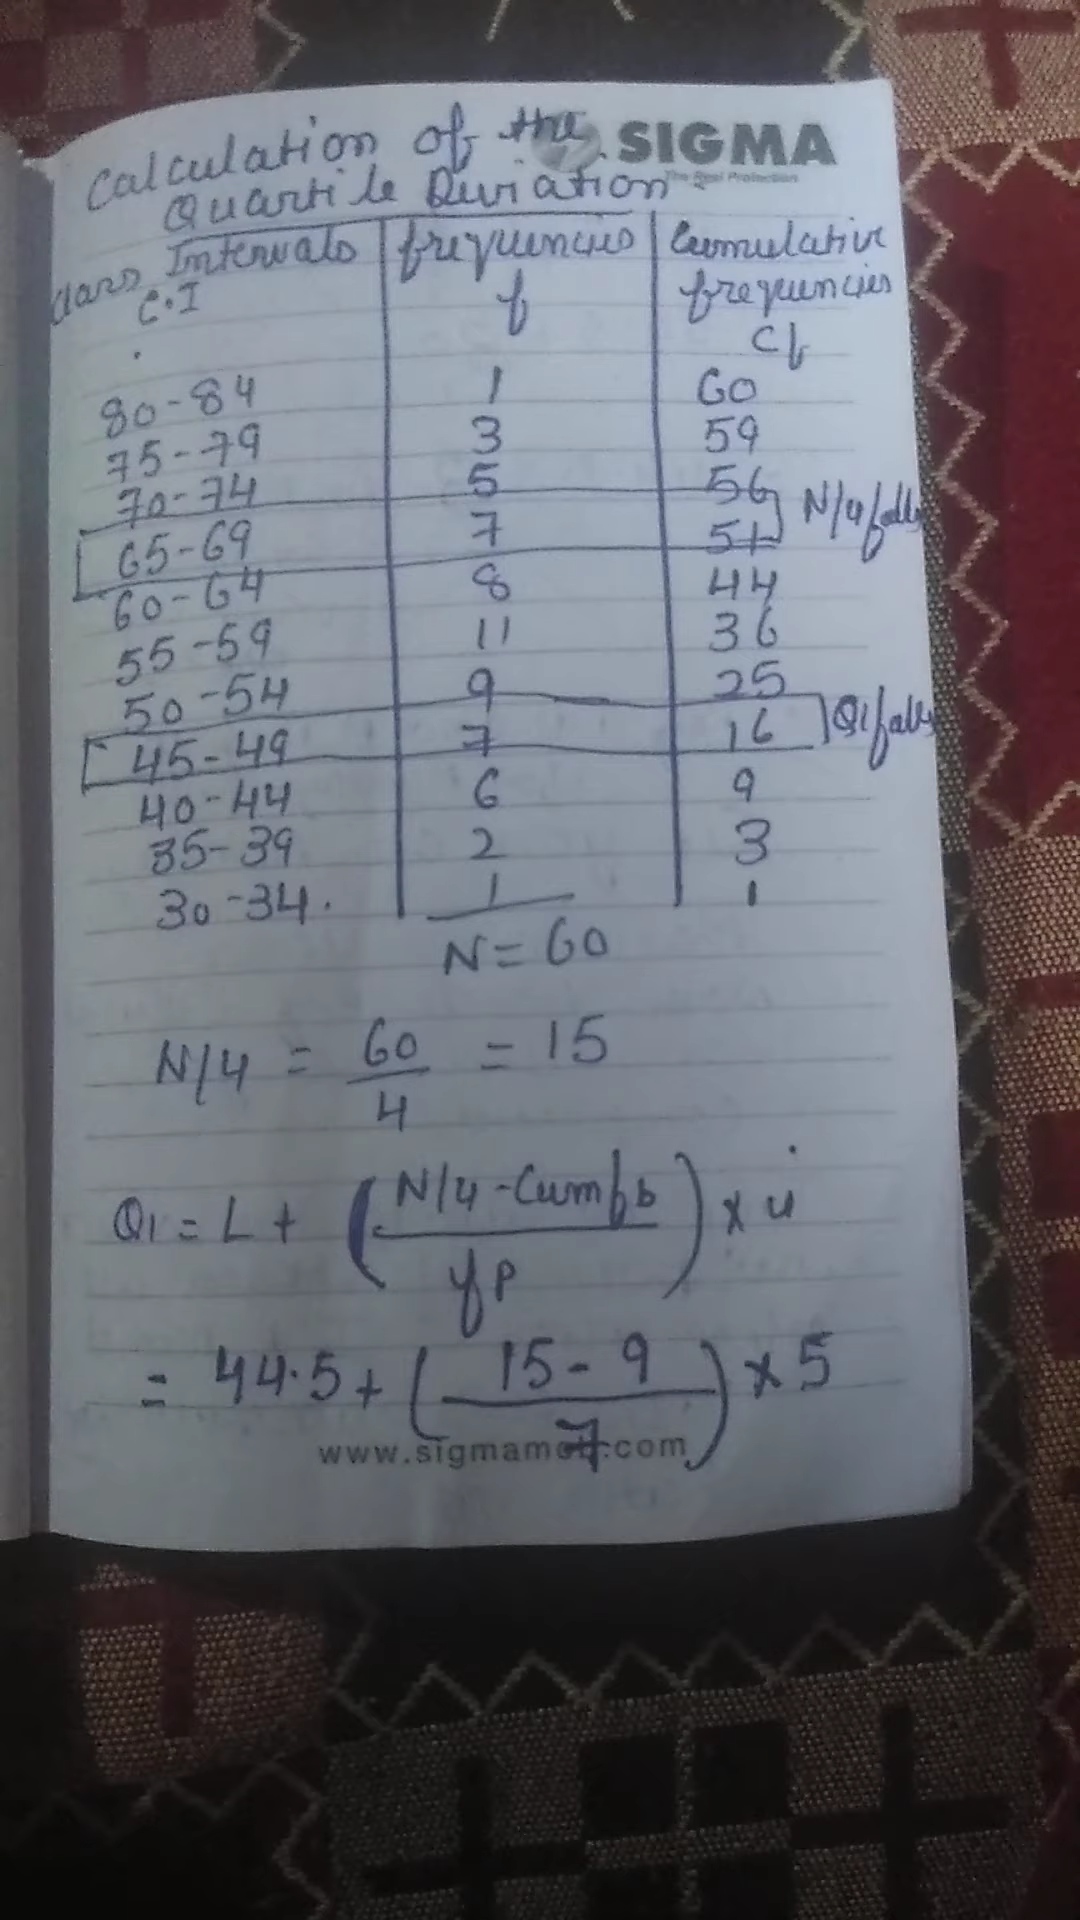 Calculation of the SIGMA
The Real Protection
Quartile Deviation
Class Intervals frequencies Cumulative
C.I f frequencies
Cf
80-84 1 60
75-79 3 59
70-74 5 56
65-69 7 51 N/4 falls
60-64 8 44
55-59 11 36
50-54 9 25
45-49 7 16 Q1 falls
40-44 6 9
35-39 2 3
30-34. 1 1
N=60
N/4 = 60/4 = 15
Q1 = L + (N/4-Cumfb / fp) × i
= 44.5+ (15-9 / 7) × 5